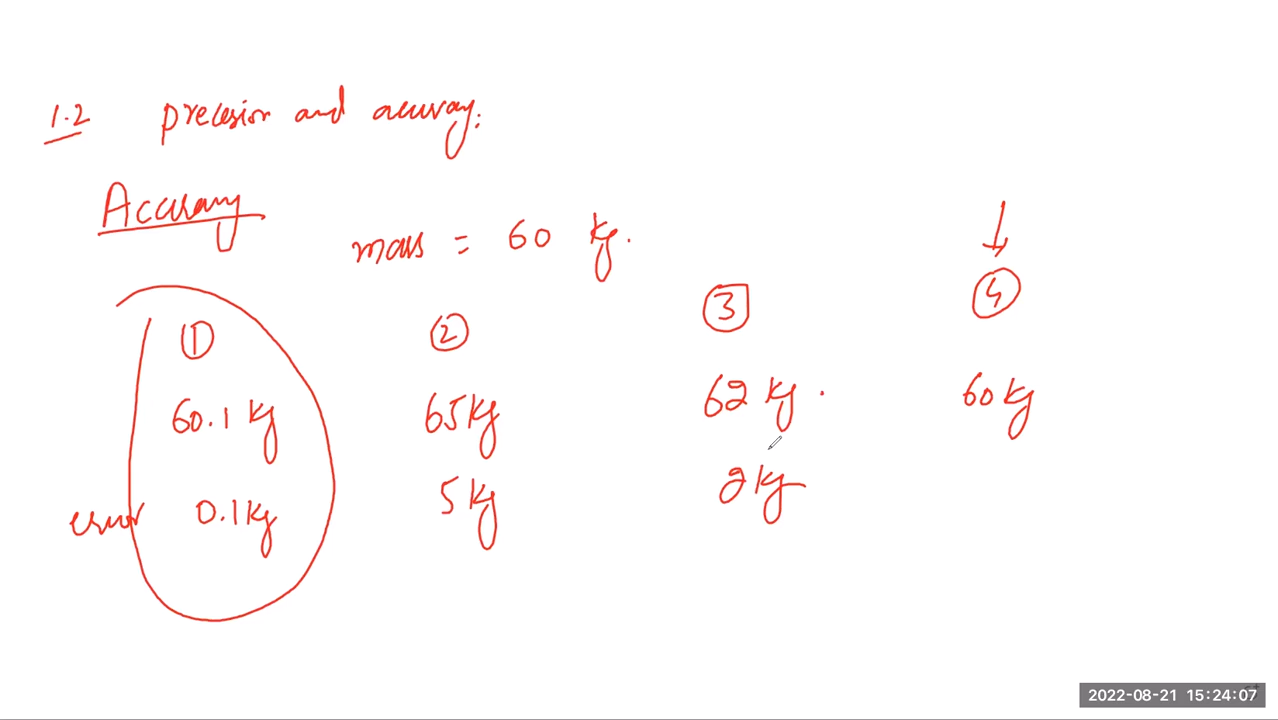 1.2 precision and accuracy:
Accuracy
mass = 60 kg.
① ② ③ ④
60.1 kg 65 kg 62 kg. 60 kg
error 0.1 kg 5 kg 2 kg
2022-08-21 15:24:07